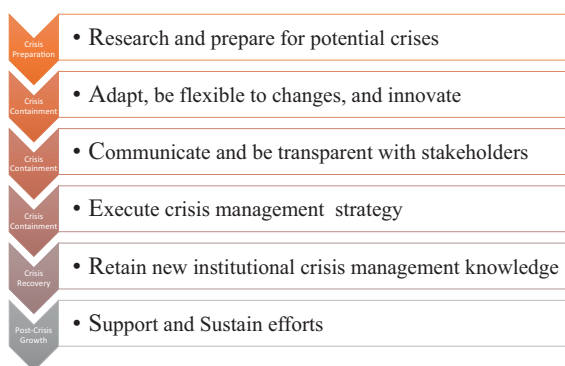 Crisis
Preparation
• Research and prepare for potential crises
Crisis
Containment
• Adapt, be flexible to changes, and innovate
Crisis
Containment
• Communicate and be transparent with stakeholders
Crisis
Containment
• Execute crisis management strategy
Crisis
Recovery
• Retain new institutional crisis management knowledge
Post-Crisis
Growth
• Support and Sustain efforts